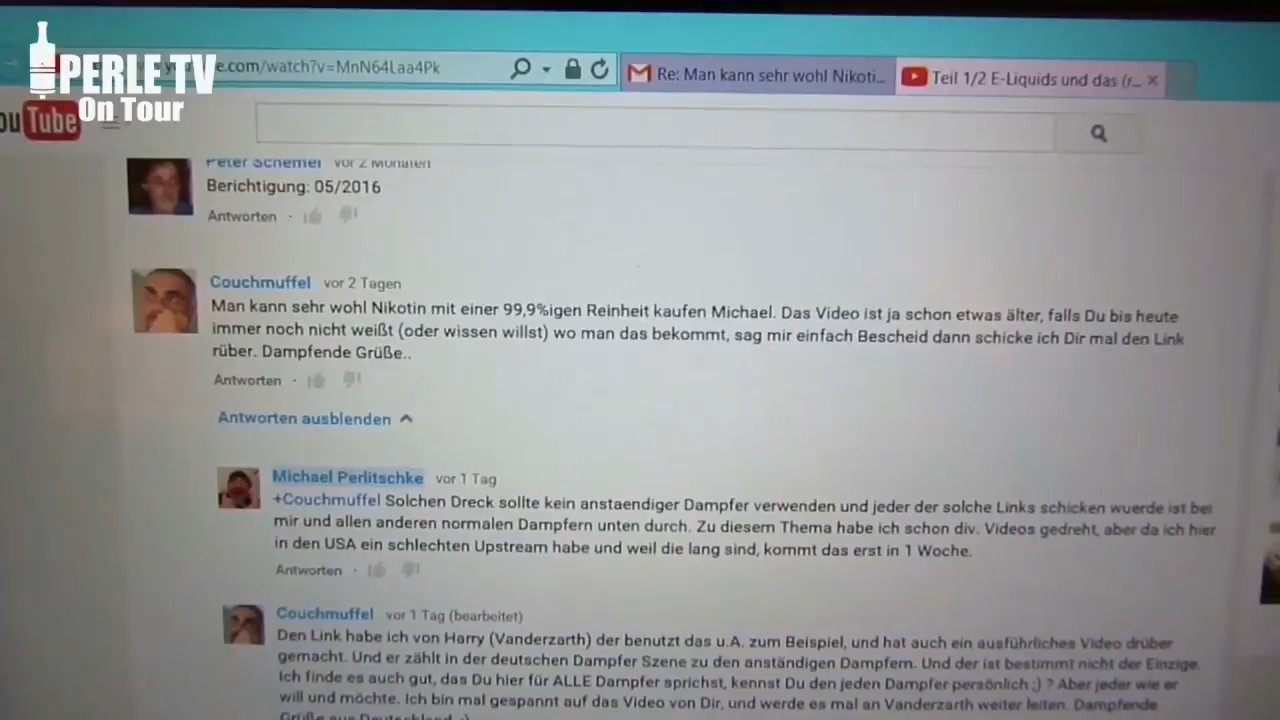 PERLE TV
On Tour
e.com/watch?v=MnN64Laa4Pk
Re: Man kann sehr wohl Nikoti...
Teil 1/2 E-Liquids und das (r...
ouTube
Peter Schemel vor 2 Monaten
Berichtigung: 05/2016
Antworten
Couchmuffel vor 2 Tagen
Man kann sehr wohl Nikotin mit einer 99,9%igen Reinheit kaufen Michael. Das Video ist ja schon etwas älter, falls Du bis heute
immer noch nicht weißt (oder wissen willst) wo man das bekommt, sag mir einfach Bescheid dann schicke ich Dir mal den Link
rüber. Dampfende Grüße..
Antworten
Antworten ausblenden
Michael Perlitschke vor 1 Tag
+Couchmuffel Solchen Dreck sollte kein anstaendiger Dampfer verwenden und jeder der solche Links schicken wuerde ist bei
mir und allen anderen normalen Dampfern unten durch. Zu diesem Thema habe ich schon div. Videos gedreht, aber da ich hier
in den USA ein schlechten Upstream habe und weil die lang sind, kommt das erst in 1 Woche.
Antworten
Couchmuffel vor 1 Tag (bearbeitet)
Den Link habe ich von Harry (Vanderzarth) der benutzt das u.A. zum Beispiel, und hat auch ein ausführliches Video drüber
gemacht. Und er zählt in der deutschen Dampfer Szene zu den anständigen Dampfern. Und der ist bestimmt nicht der Einzige.
Ich finde es auch gut, das Du hier für ALLE Dampfer sprichst, kennst Du den jeden Dampfer persönlich ;) ? Aber jeder wie er
will und möchte. Ich bin mal gespannt auf das Video von Dir, und werde es mal an Vanderzarth weiter leiten. Dampfende
Grüße aus Deutschland ;)